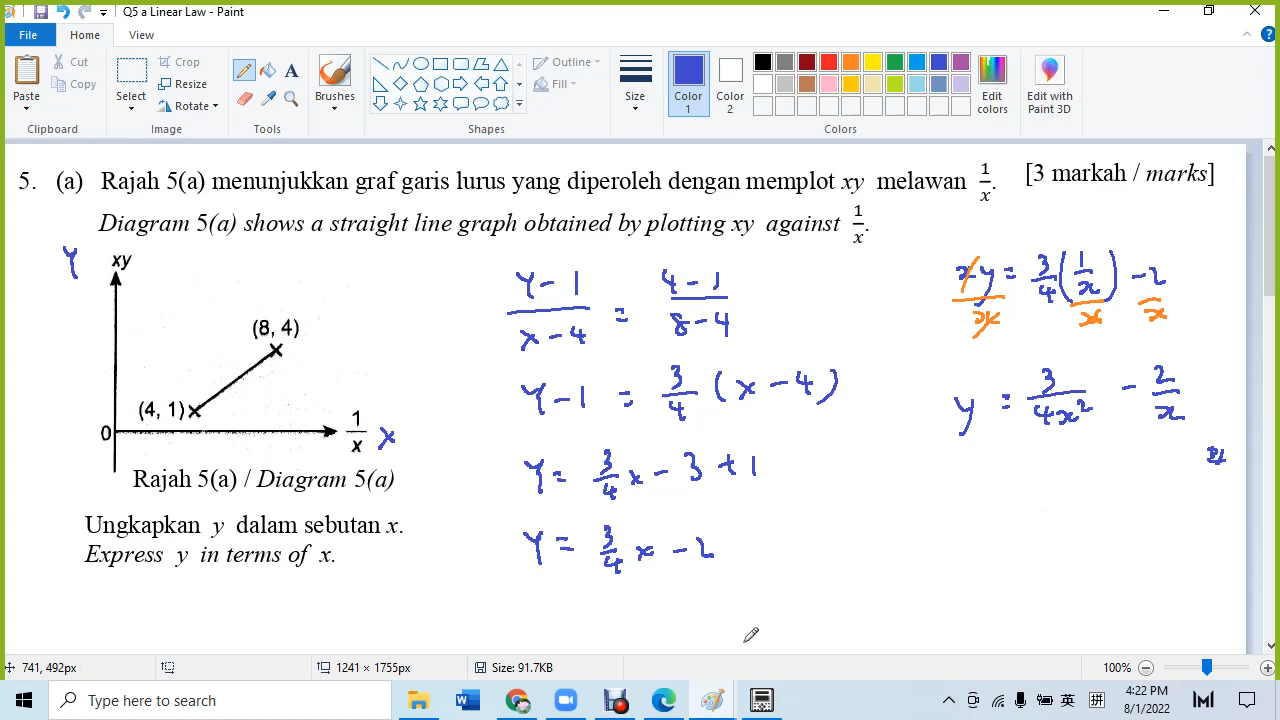 Q5 a Linear Law - Paint
File Home View
Paste Cut Copy Clipboard
Select Crop Resize Rotate Image
Tools
Brushes
Shapes Outline Fill
Size
Color 1 Color 2 Edit colors Colors
Edit with Paint 3D
5. (a) Rajah 5(a) menunjukkan graf garis lurus yang diperoleh dengan memplot xy melawan 1/x. [3 markah / marks]
Diagram 5(a) shows a straight line graph obtained by plotting xy against 1/x.
Y xy
(8, 4)
(4, 1)
0
1/x X
Rajah 5(a) / Diagram 5(a)
Ungkapkan y dalam sebutan x.
Express y in terms of x.
(Y-1)/(x-4) = (4-1)/(8-4)
Y-1 = 3/4 (x-4)
Y = 3/4 x - 3 + 1
Y = 3/4 x - 2
xy/x = 3/4 (1/x)/x - 2/x
y = 3/4x² - 2/x
741, 492px
1241 × 1755px
Size: 91.7KB
100%
Type here to search
英 拼
4:22 PM
8/1/2022